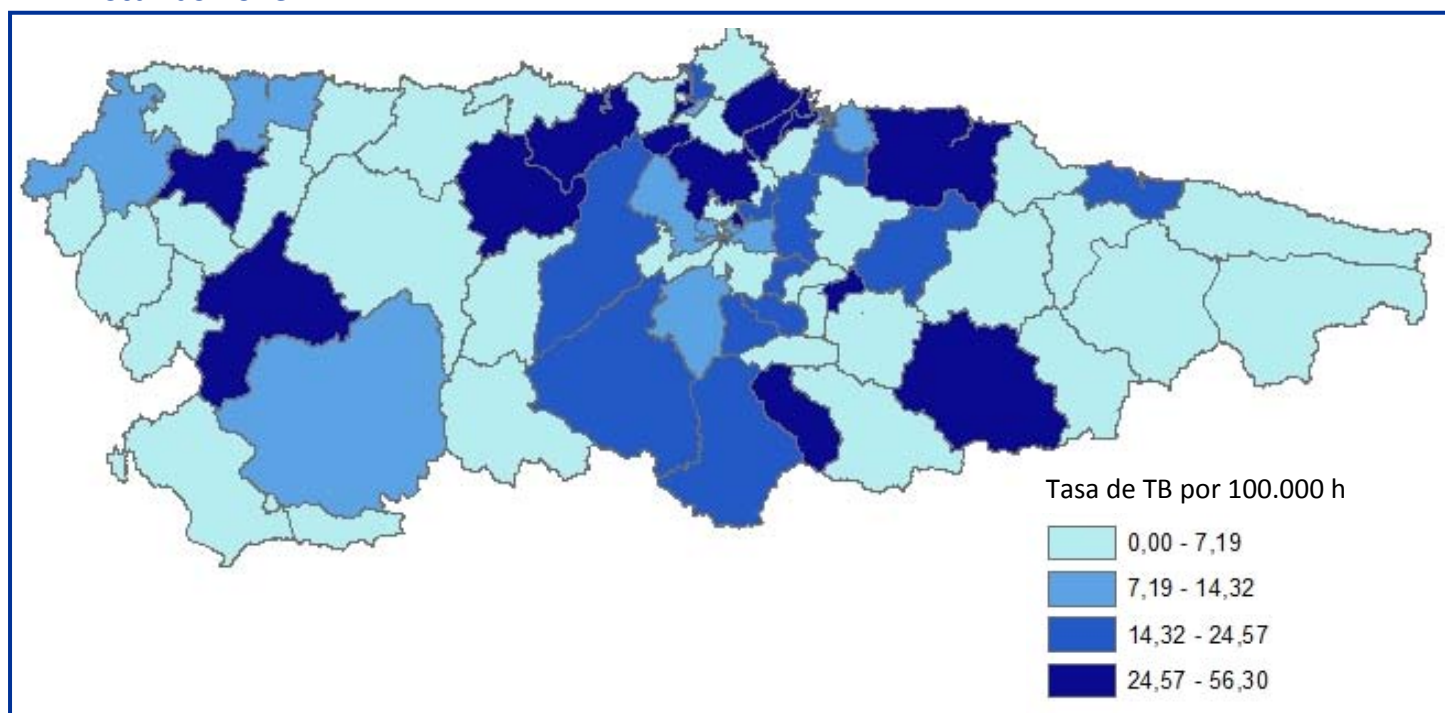 Tasa de TB por 100.000 h
0,00 - 7,19
7,19 - 14,32
14,32 - 24,57
24,57 - 56,30